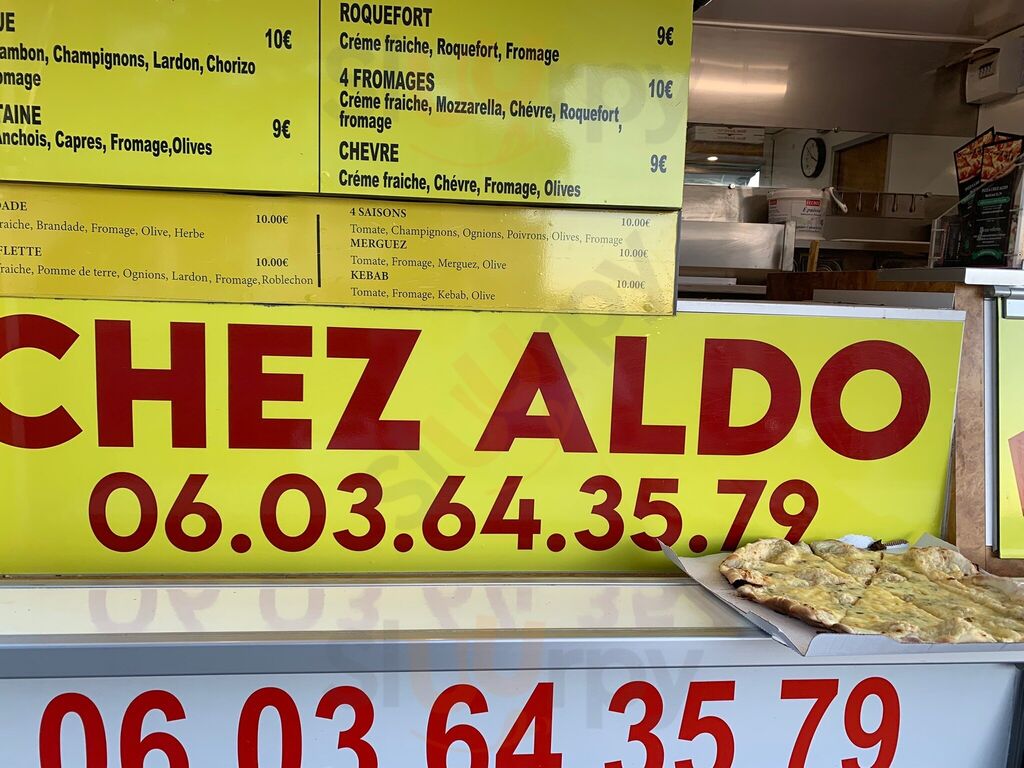 UE 10€
ambon, Champignons, Lardon, Chorizo
omage
TAINE 9€
Anchois, Capres, Fromage,Olives
ROQUEFORT 9€
Créme fraiche, Roquefort, Fromage
4 FROMAGES 10€
Créme fraiche, Mozzarella, Chévre, Roquefort,
fromage
CHEVRE 9€
Créme fraiche, Chévre, Fromage, Olives
DADE 10.00€
fraiche, Brandade, Fromage, Olive, Herbe
FLETTE 10.00€
fraiche, Pomme de terre, Ognions, Lardon, Fromage,Roblechon
4 SAISONS 10.00€
Tomate, Champignons, Ognions, Poivrons, Olives, Fromage
MERGUEZ 10.00€
Tomate, Fromage, Merguez, Olive
KEBAB 10.00€
Tomate, Fromage, Kebab, Olive
CHEZ ALDO
06.03.64.35.79
06 03 64 35 79
sluurpy